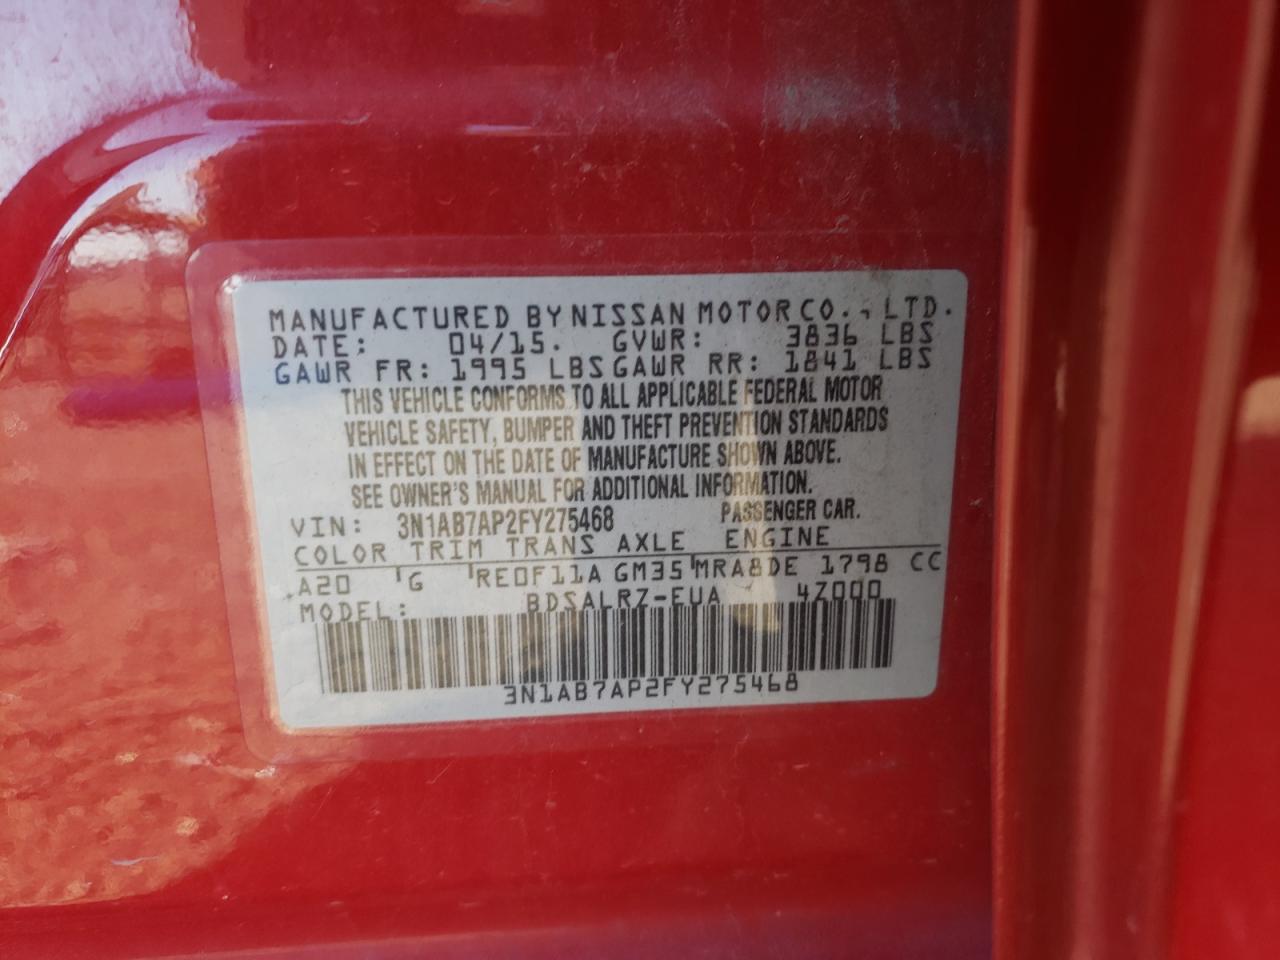 MANUFACTURED BY NISSAN MOTOR CO., LTD.
DATE: 04/15. GVWR: 3836 LBS
GAWR FR: 1995 LBS GAWR RR: 1841 LBS
THIS VEHICLE CONFORMS TO ALL APPLICABLE FEDERAL MOTOR
VEHICLE SAFETY, BUMPER AND THEFT PREVENTION STANDARDS
IN EFFECT ON THE DATE OF MANUFACTURE SHOWN ABOVE.
SEE OWNER'S MANUAL FOR ADDITIONAL INFORMATION.
VIN: 3N1AB7AP2FY275468 PASSENGER CAR.
COLOR TRIM TRANS AXLE ENGINE
A20 G RE0F11A GM35 MRA8DE 1798 CC
MODEL: BDSALRZ-EUA 4Z000
3N1AB7AP2FY275468